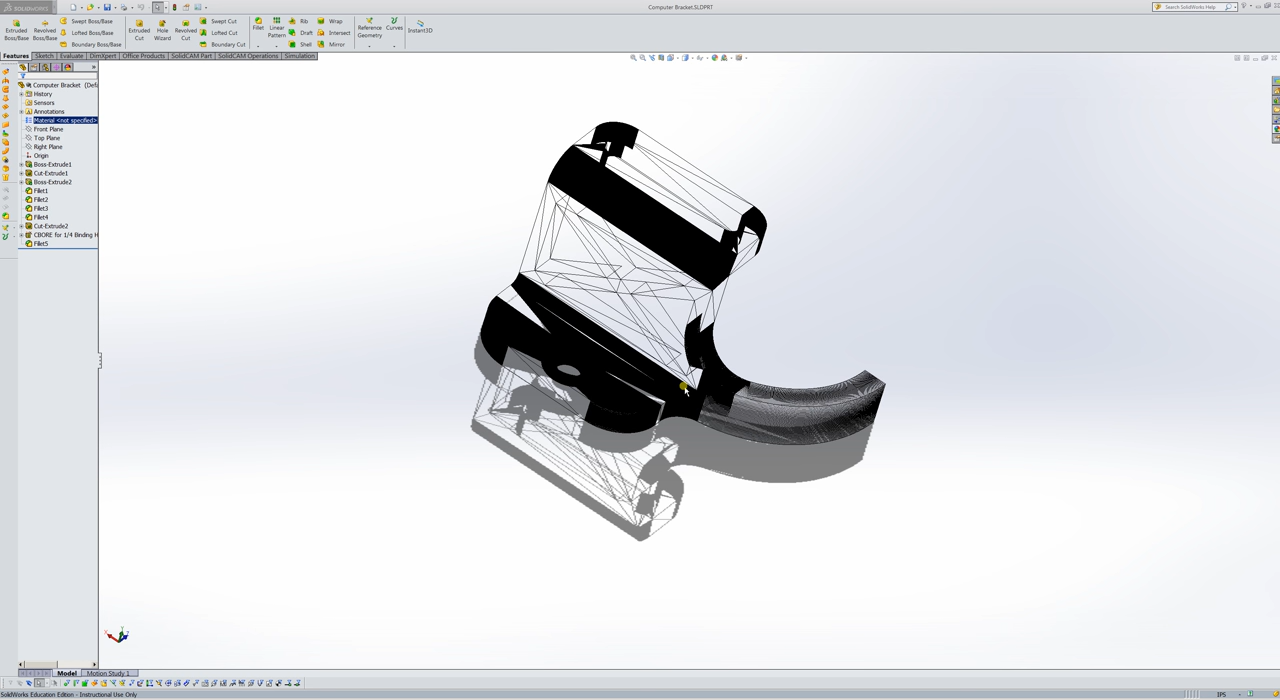 SOLIDWORKS
Computer Bracket.SLDPRT
Search SolidWorks Help
Extruded Boss/Base
Revolved Boss/Base
Swept Boss/Base
Lofted Boss/Base
Boundary Boss/Base
Extruded Cut
Hole Wizard
Revolved Cut
Swept Cut
Lofted Cut
Boundary Cut
Fillet
Linear Pattern
Rib
Draft
Shell
Wrap
Intersect
Mirror
Reference Geometry
Curves
Instant3D
Features Sketch Evaluate DimXpert Office Products SolidCAM Part SolidCAM Operations Simulation
Computer Bracket (Defa
History
Sensors
Annotations
Material <not specified>
Front Plane
Top Plane
Right Plane
Origin
Boss-Extrude1
Cut-Extrude1
Boss-Extrude2
Fillet1
Fillet2
Fillet3
Fillet4
Cut-Extrude2
CBORE for 1/4 Binding H
Fillet5
Model Motion Study 1
SolidWorks Education Edition - Instructional Use Only
IPS